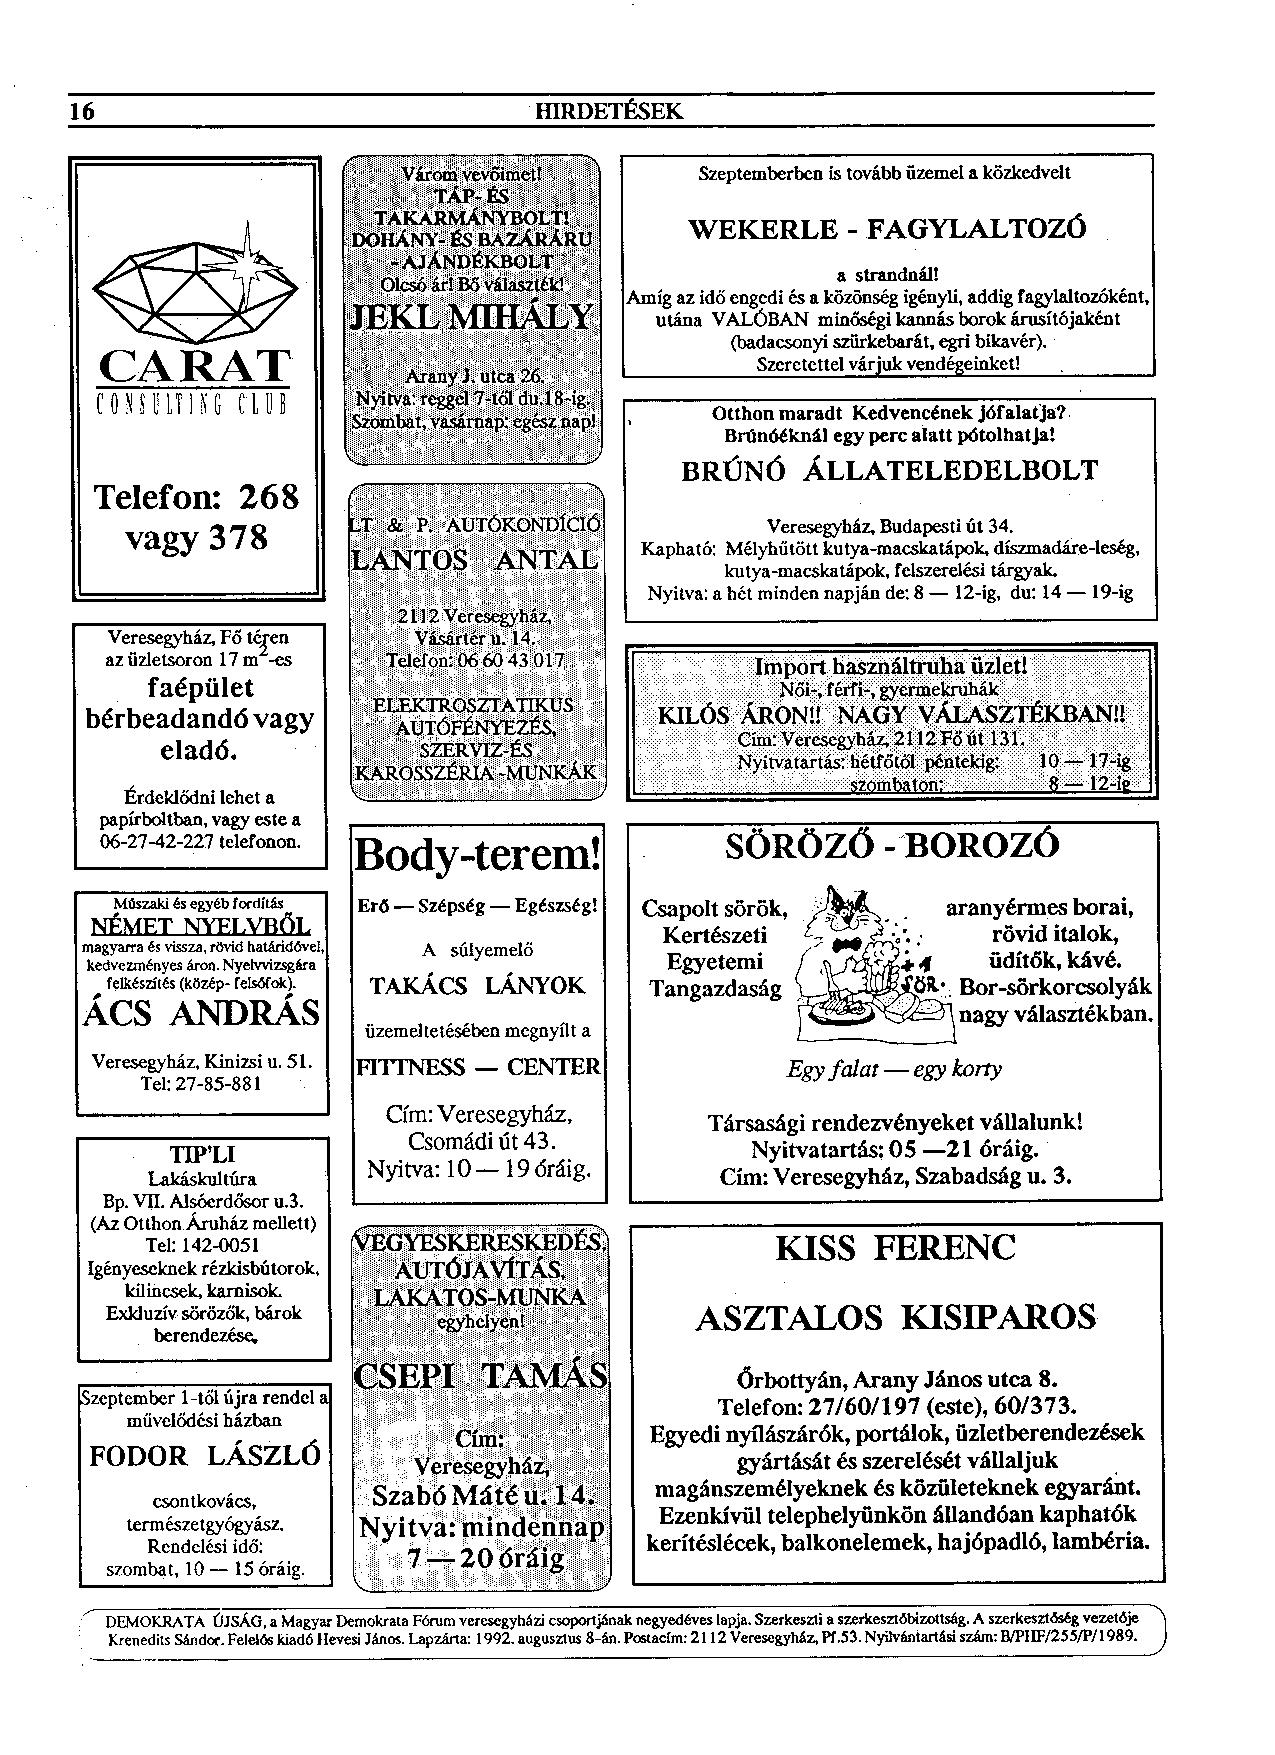 16
HIRDETÉSEK
CARAT
CONSULTING CLUB
Telefon: 268
vagy 378
Veresegyház, Fő téren
az üzletsoron 17 m²-es
faépület
bérbeadandó vagy
eladó.
Érdeklődni lehet a
papírboltban, vagy este a
06-27-42-227 telefonon.
Műszaki és egyéb fordítás
NÉMET NYELVBŐL
magyarra és vissza, rövid határidővel,
kedvezményes áron. Nyelvvizsgára
felkészítés (közép- felsőfok).
ÁCS ANDRÁS
Veresegyház, Kinizsi u. 51.
Tel: 27-85-881
TIP'LI
Lakáskultúra
Bp. VII. Alsóerdősor u.3.
(Az Otthon Áruház mellett)
Tel: 142-0051
Igényeseknek rézkisbútorok,
kilincsek, karnisok.
Exkluzív sörözők, bárok
berendezése.
Szeptember 1-től újra rendel a
művelődési házban
FODOR LÁSZLÓ
csontkovács,
természetgyógyász.
Rendelési idő:
szombat, 10 — 15 óráig.
Várom vevőimet!
TÁP- ÉS
TAKARMÁNYBOLT!
DOHÁNY- ÉS BAZÁRÁRU
- AJÁNDÉKBOLT
Olcsó ár! Bő választék!
JEKL MIHÁLY
Arany J. utca 26.
Nyitva: reggel 7-től du.18-ig.
Szombat, vasárnap: egész nap!
LT & P. AUTÓKONDÍCIÓ
LANTOS ANTAL
2112 Veresegyház,
Vásártér u. 14.
Telefon: 06 60 43 017
ELEKTROSZTATIKUS
AUTÓFÉNYEZÉS,
SZERVIZ-ÉS
KAROSSZÉRIA -MUNKÁK
Body-terem!
Erő — Szépség — Egészség!
A súlyemelő
TAKÁCS LÁNYOK
üzemeltetésében megnyílt a
FITTNESS — CENTER
Cím: Veresegyház,
Csomádi út 43.
Nyitva: 10 — 19 óráig.
VEGYESKERESKEDÉS,
AUTÓJAVÍTÁS,
LAKATOS-MUNKA
egyhelyen!
CSEPI TAMÁS
Cím:
Veresegyház,
Szabó Máté u. 14.
Nyitva: mindennap
7 — 20 óráig
Szeptemberben is tovább üzemel a közkedvelt
WEKERLE - FAGYLALTOZÓ
a strandnál!
Amíg az idő engedi és a közönség igényli, addig fagylaltozóként,
utána VALÓBAN minőségi kannás borok árusítójaként
(badacsonyi szürkebarát, egri bikavér).
Szeretettel várjuk vendégeinket!
Otthon maradt Kedvencének jófalatja?
Brúnóéknál egy perc alatt pótolhatja!
BRÚNÓ ÁLLATELEDELBOLT
Veresegyház, Budapesti út 34.
Kapható: Mélyhűtött kutya-macskatápok, díszmadáre-leség,
kutya-macskatápok, felszerelési tárgyak.
Nyitva: a hét minden napján de: 8 — 12-ig, du: 14 — 19-ig
Import használtruha üzlet!
Női-, férfi-, gyermekruhák
KILÓS ÁRON!! NAGY VÁLASZTÉKBAN!!
Cím: Veresegyház, 2112 Fő út 131.
Nyitvatartás: hétfőtől péntekig: 10 — 17-ig
szombaton: 8 — 12-ig
SÖRÖZŐ - BOROZÓ
Csapolt sörök,
Kertészeti
Egyetemi
Tangazdaság
SÖR
aranyérmes borai,
rövid italok,
üdítők, kávé.
Bor-sörkorcsolyák
nagy választékban.
Egy falat — egy korty
Társasági rendezvényeket vállalunk!
Nyitvatartás: 05 —21 óráig.
Cím: Veresegyház, Szabadság u. 3.
KISS FERENC
ASZTALOS KISIPAROS
Őrbottyán, Arany János utca 8.
Telefon: 27/60/197 (este), 60/373.
Egyedi nyílászárók, portálok, üzletberendezések
gyártását és szerelését vállaljuk
magánszemélyeknek és közületeknek egyaránt.
Ezenkívül telephelyünkön állandóan kaphatók
kerítéslécek, balkonelemek, hajópadló, lambéria.
DEMOKRATA ÚJSÁG, a Magyar Demokrata Fórum veresegyházi csoportjának negyedéves lapja. Szerkeszti a szerkesztőbizottság. A szerkesztőség vezetője
Krenedits Sándor. Felelős kiadó Hevesi János. Lapzárta: 1992. augusztus 8-án. Postacím: 2112 Veresegyház, Pf.53. Nyilvántartási szám: B/PHF/255/P/1989.